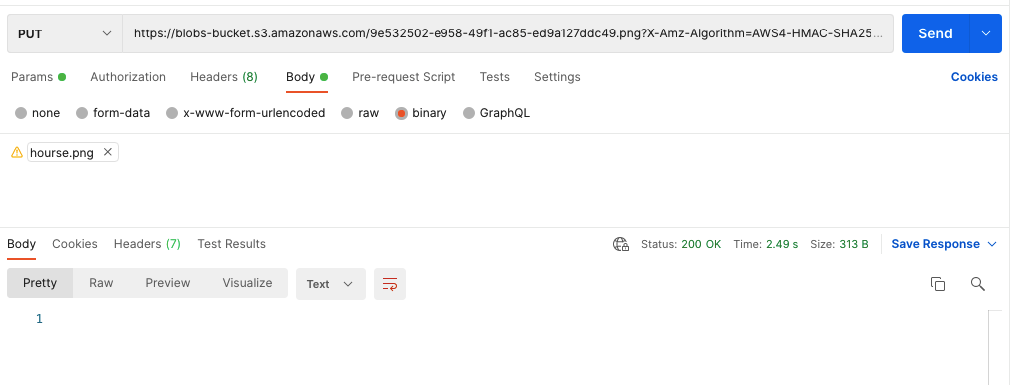 PUT https://blobs-bucket.s3.amazonaws.com/9e532502-e958-49f1-ac85-ed9a127ddc49.png?X-Amz-Algorithm=AWS4-HMAC-SHA25... Send
Params Authorization Headers (8) Body Pre-request Script Tests Settings Cookies
none form-data x-www-form-urlencoded raw binary GraphQL
hourse.png
Body Cookies Headers (7) Test Results Status: 200 OK Time: 2.49 s Size: 313 B Save Response
Pretty Raw Preview Visualize Text
1